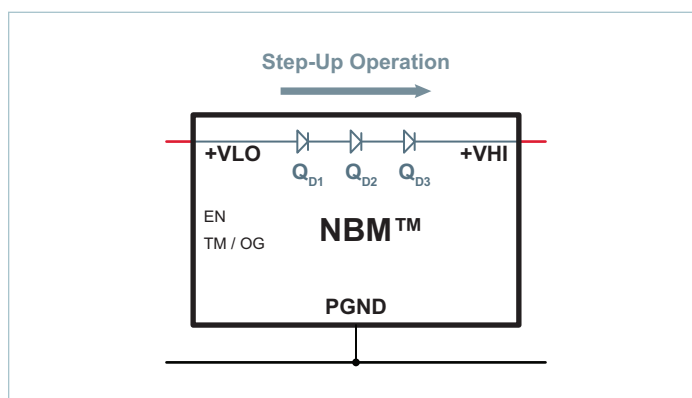 Step-Up Operation
+VLO +VHI
QD1 QD2 QD3
EN
TM / OG
NBM™
PGND